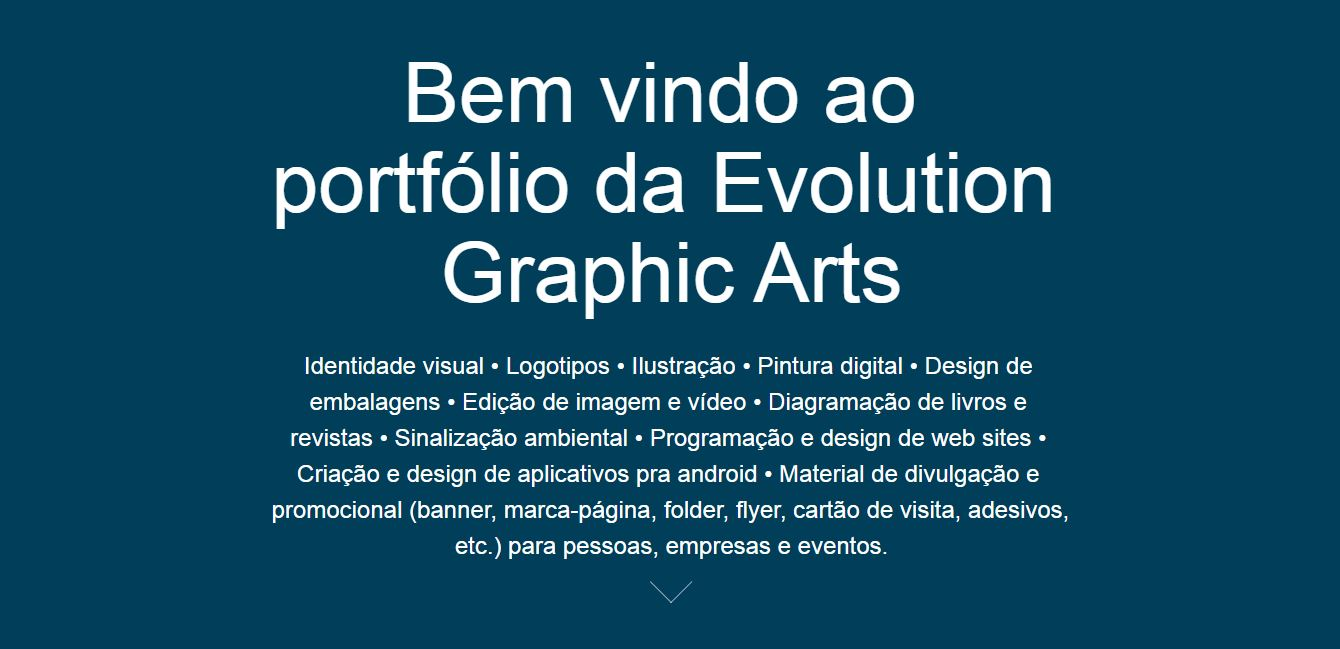 Bem vindo ao
portfólio da Evolution
Graphic Arts
Identidade visual • Logotipos • Ilustração • Pintura digital • Design de
embalagens • Edição de imagem e vídeo • Diagramação de livros e
revistas • Sinalização ambiental • Programação e design de web sites •
Criação e design de aplicativos pra android • Material de divulgação e
promocional (banner, marca-página, folder, flyer, cartão de visita, adesivos,
etc.) para pessoas, empresas e eventos.